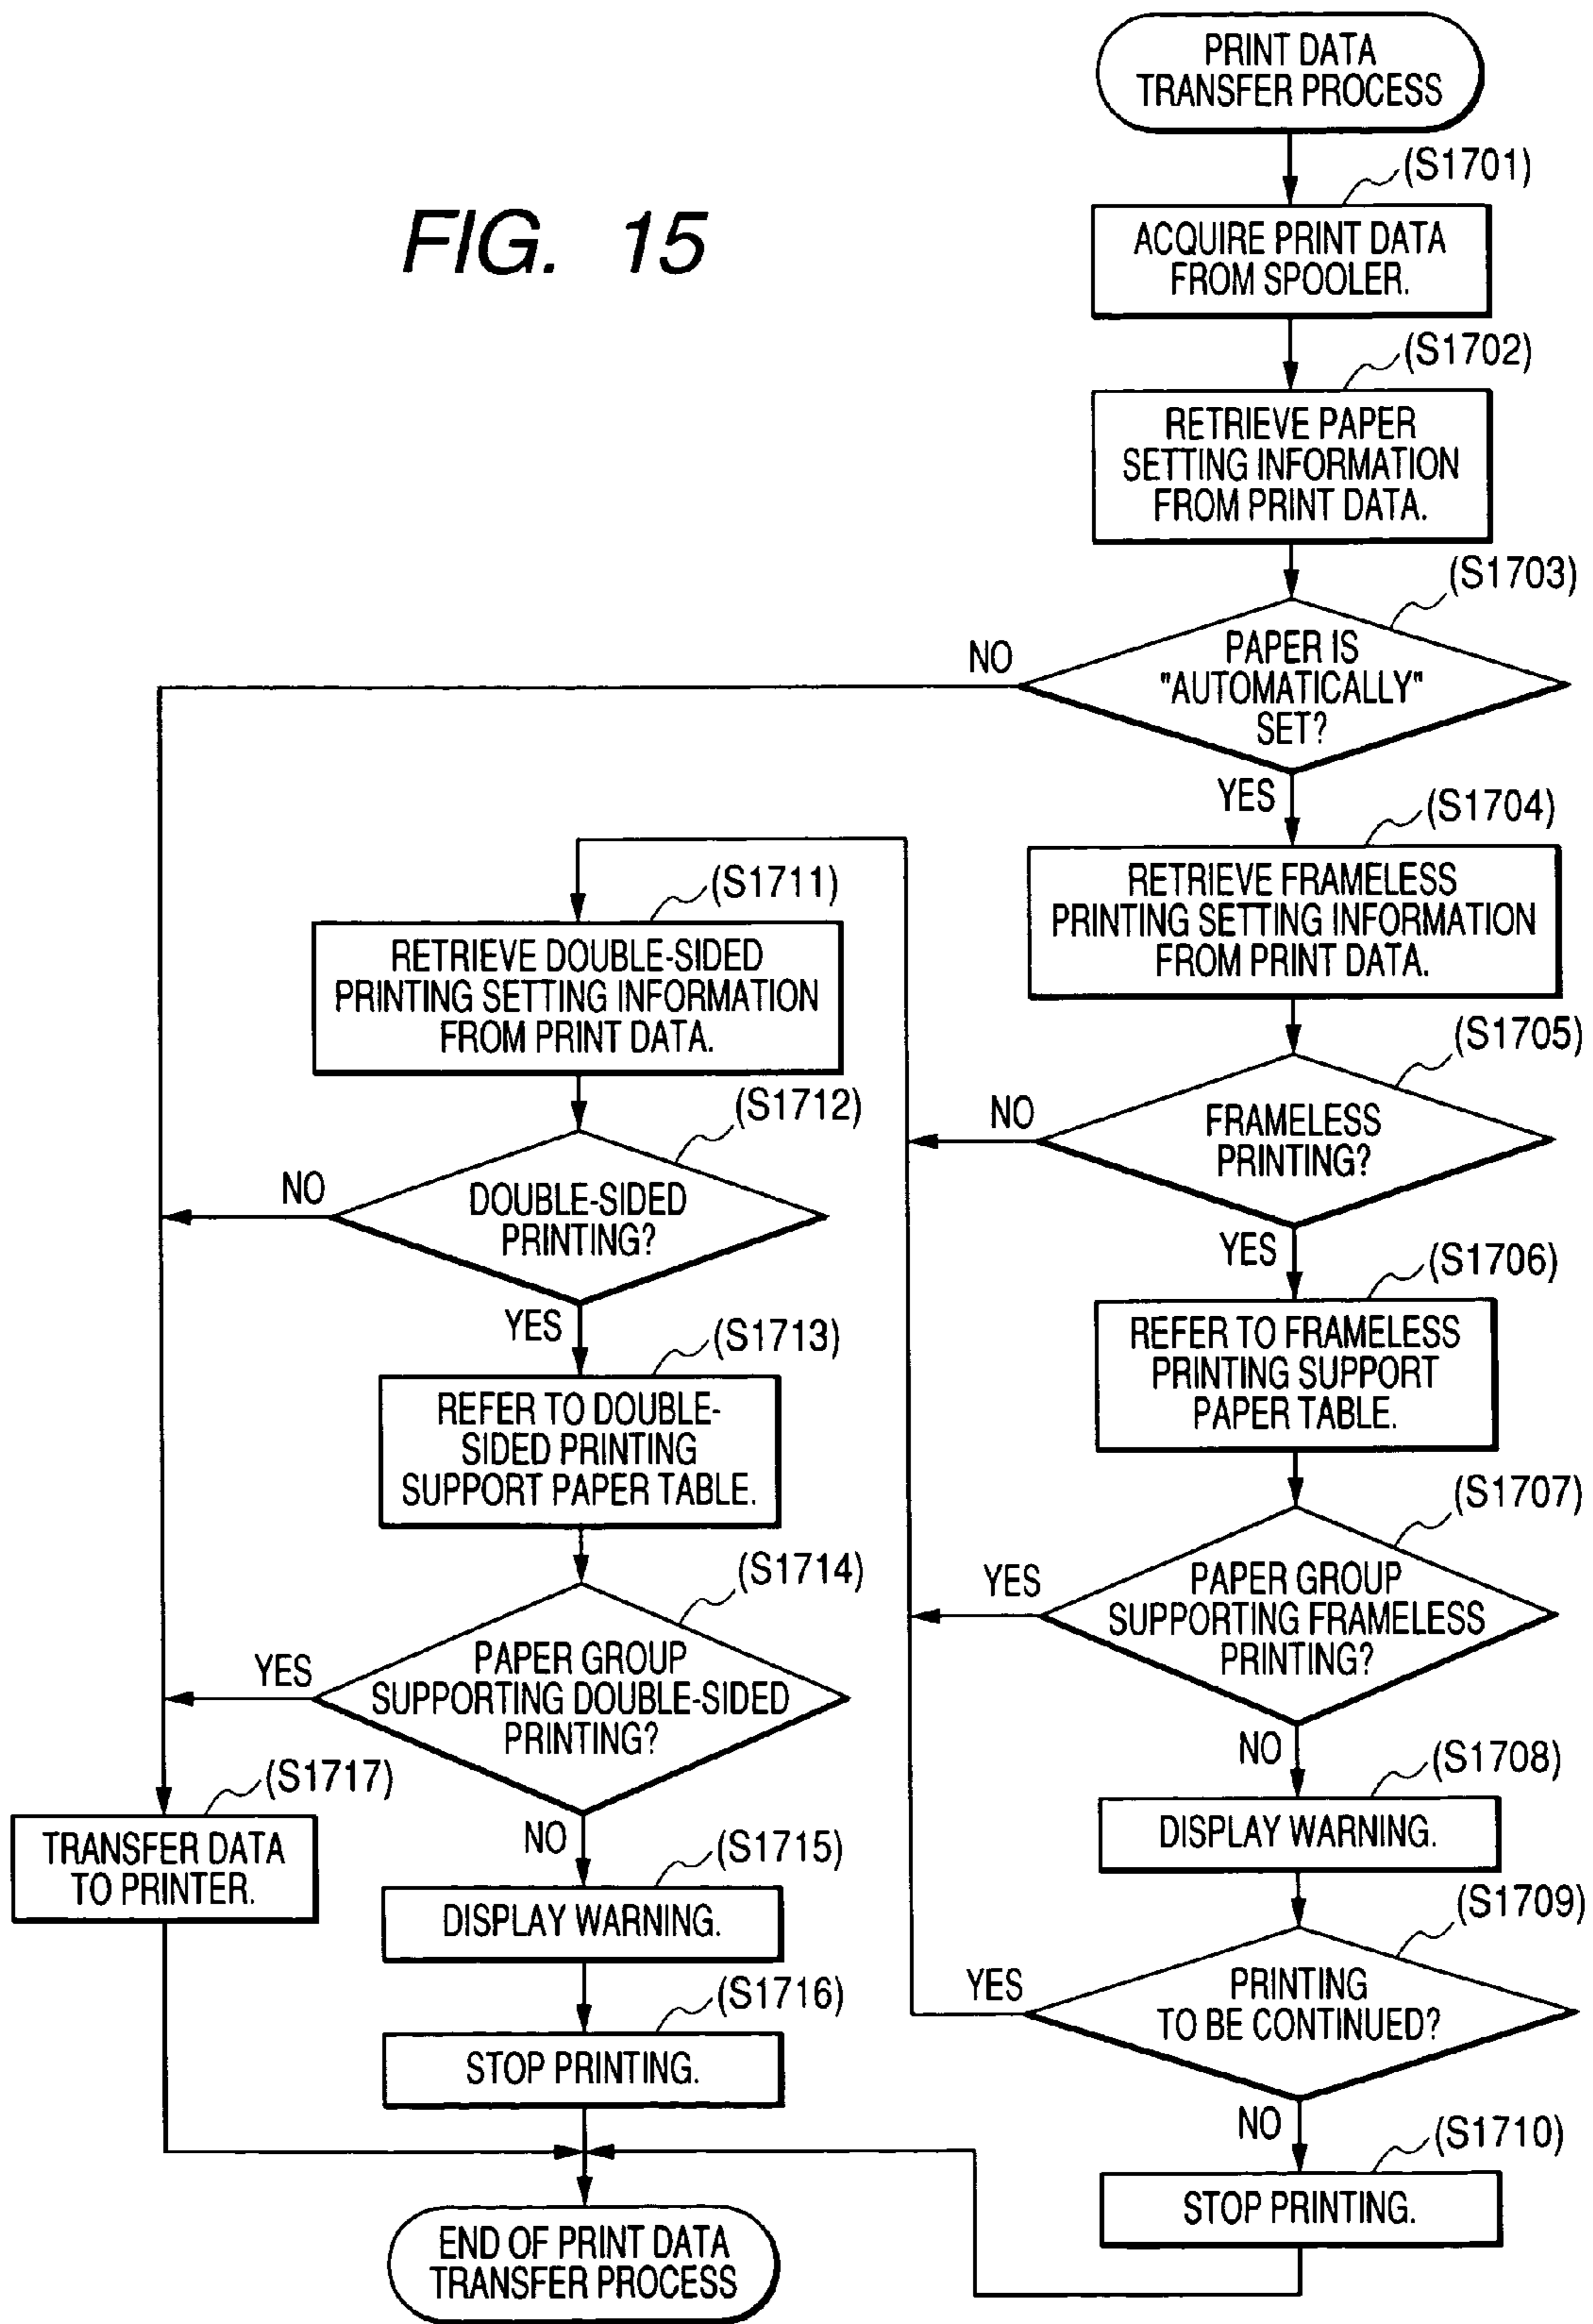 FIG. 15
PRINT DATA
TRANSFER PROCESS
(S1701)
ACQUIRE PRINT DATA
FROM SPOOLER.
(S1702)
RETRIEVE PAPER
SETTING INFORMATION
FROM PRINT DATA.
(S1703)
PAPER IS
"AUTOMATICALLY"
SET?
NO
YES
(S1704)
RETRIEVE FRAMELESS
PRINTING SETTING INFORMATION
FROM PRINT DATA.
(S1705)
FRAMELESS
PRINTING?
NO
YES
(S1706)
REFER TO FRAMELESS
PRINTING SUPPORT
PAPER TABLE.
(S1707)
PAPER GROUP
SUPPORTING FRAMELESS
PRINTING?
YES
NO
(S1708)
DISPLAY WARNING.
(S1709)
PRINTING
TO BE CONTINUED?
YES
NO
(S1710)
STOP PRINTING.
(S1711)
RETRIEVE DOUBLE-SIDED
PRINTING SETTING INFORMATION
FROM PRINT DATA.
(S1712)
DOUBLE-SIDED
PRINTING?
NO
YES
(S1713)
REFER TO DOUBLE-
SIDED PRINTING
SUPPORT PAPER TABLE.
(S1714)
PAPER GROUP
SUPPORTING DOUBLE-SIDED
PRINTING?
YES
NO
(S1715)
DISPLAY WARNING.
(S1716)
STOP PRINTING.
(S1717)
TRANSFER DATA
TO PRINTER.
END OF PRINT DATA
TRANSFER PROCESS